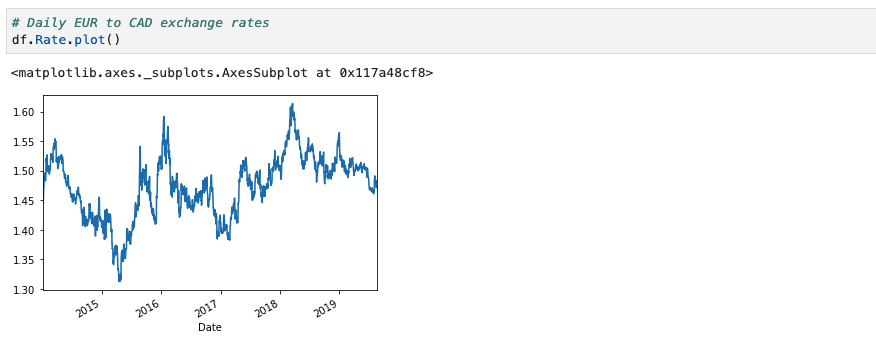 # Daily EUR to CAD exchange rates
df.Rate.plot()
<matplotlib.axes._subplots.AxesSubplot at 0x117a48cf8>
1.60
1.55
1.50
1.45
1.40
1.35
1.30
2015 2016 2017 2018 2019
Date